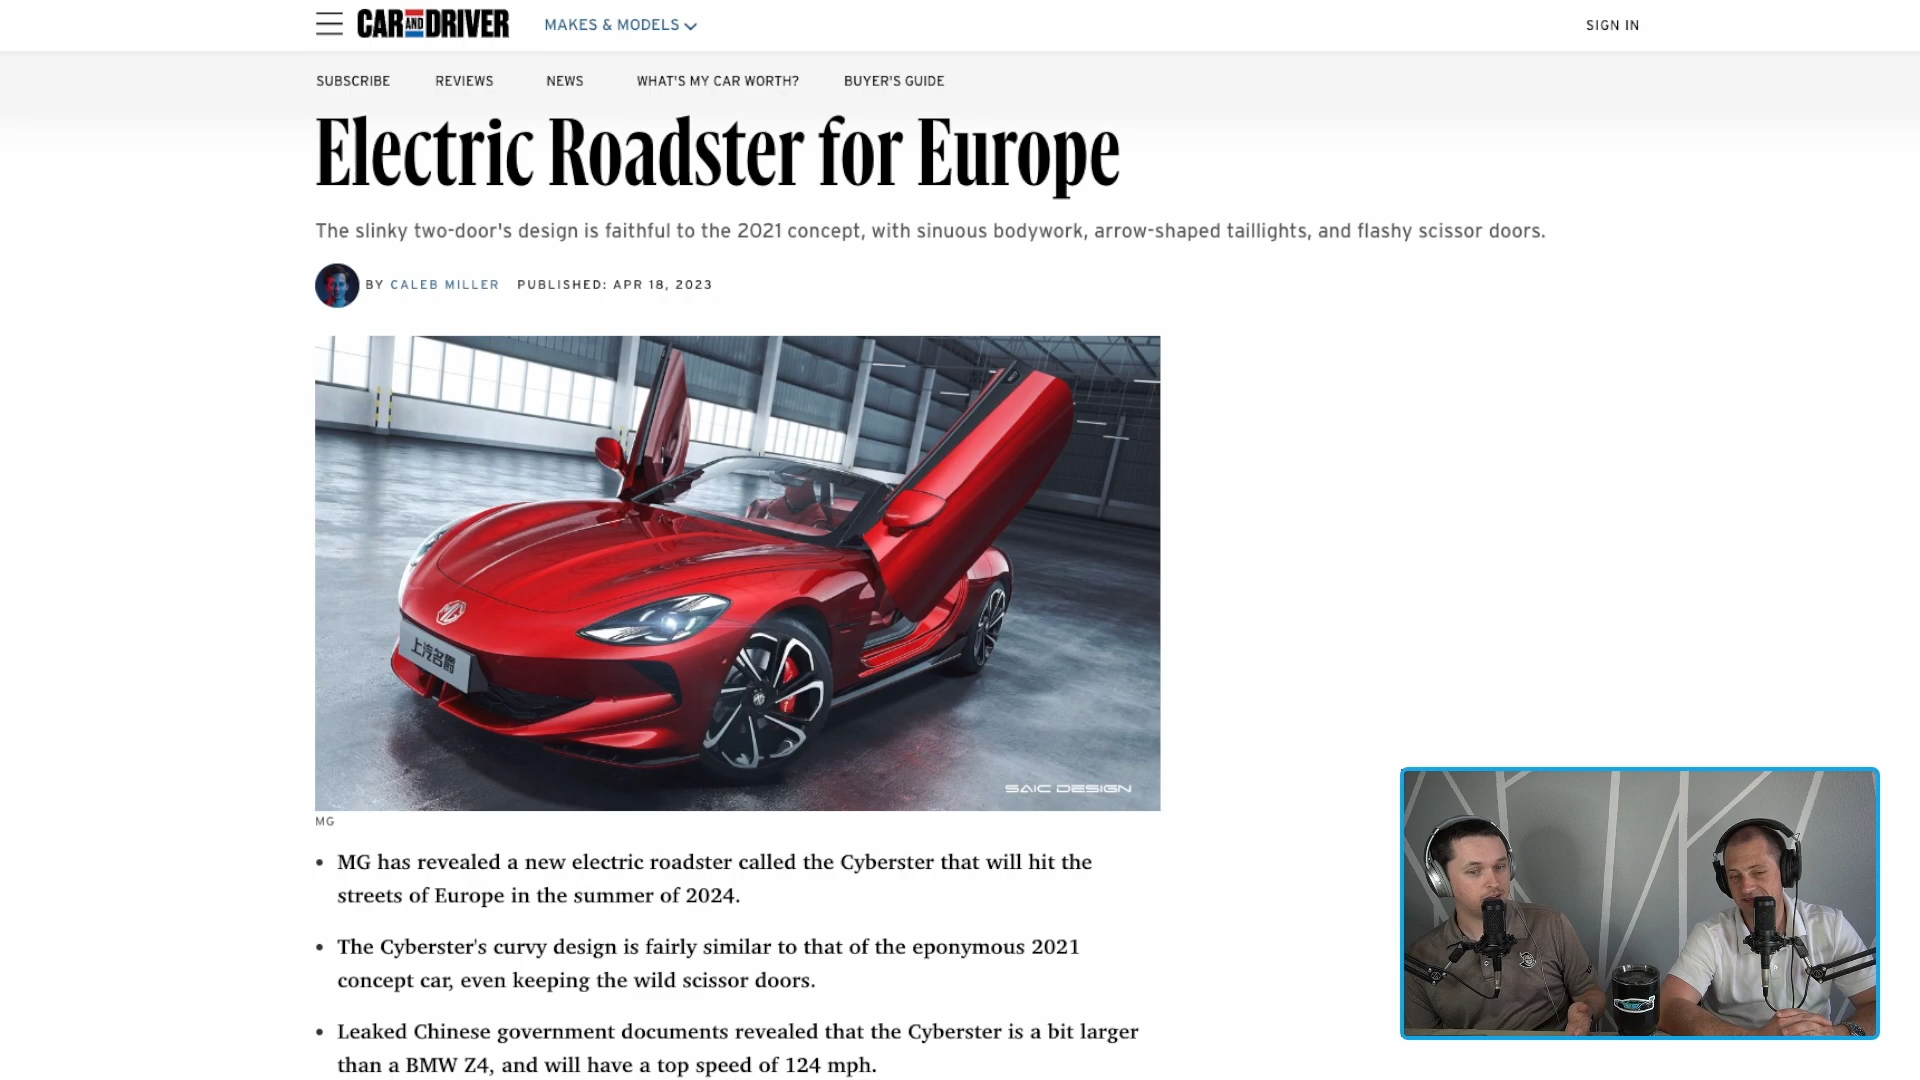 CAR AND DRIVER
MAKES & MODELS
SIGN IN
SUBSCRIBE
REVIEWS
NEWS
WHAT'S MY CAR WORTH?
BUYER'S GUIDE
Electric Roadster for Europe
The slinky two-door's design is faithful to the 2021 concept, with sinuous bodywork, arrow-shaped taillights, and flashy scissor doors.
BY CALEB MILLER PUBLISHED: APR 18, 2023
MG
上汽名爵
MG
SAIC DESIGN
MG
• MG has revealed a new electric roadster called the Cyberster that will hit the
streets of Europe in the summer of 2024.
• The Cyberster's curvy design is fairly similar to that of the eponymous 2021
concept car, even keeping the wild scissor doors.
• Leaked Chinese government documents revealed that the Cyberster is a bit larger
than a BMW Z4, and will have a top speed of 124 mph.